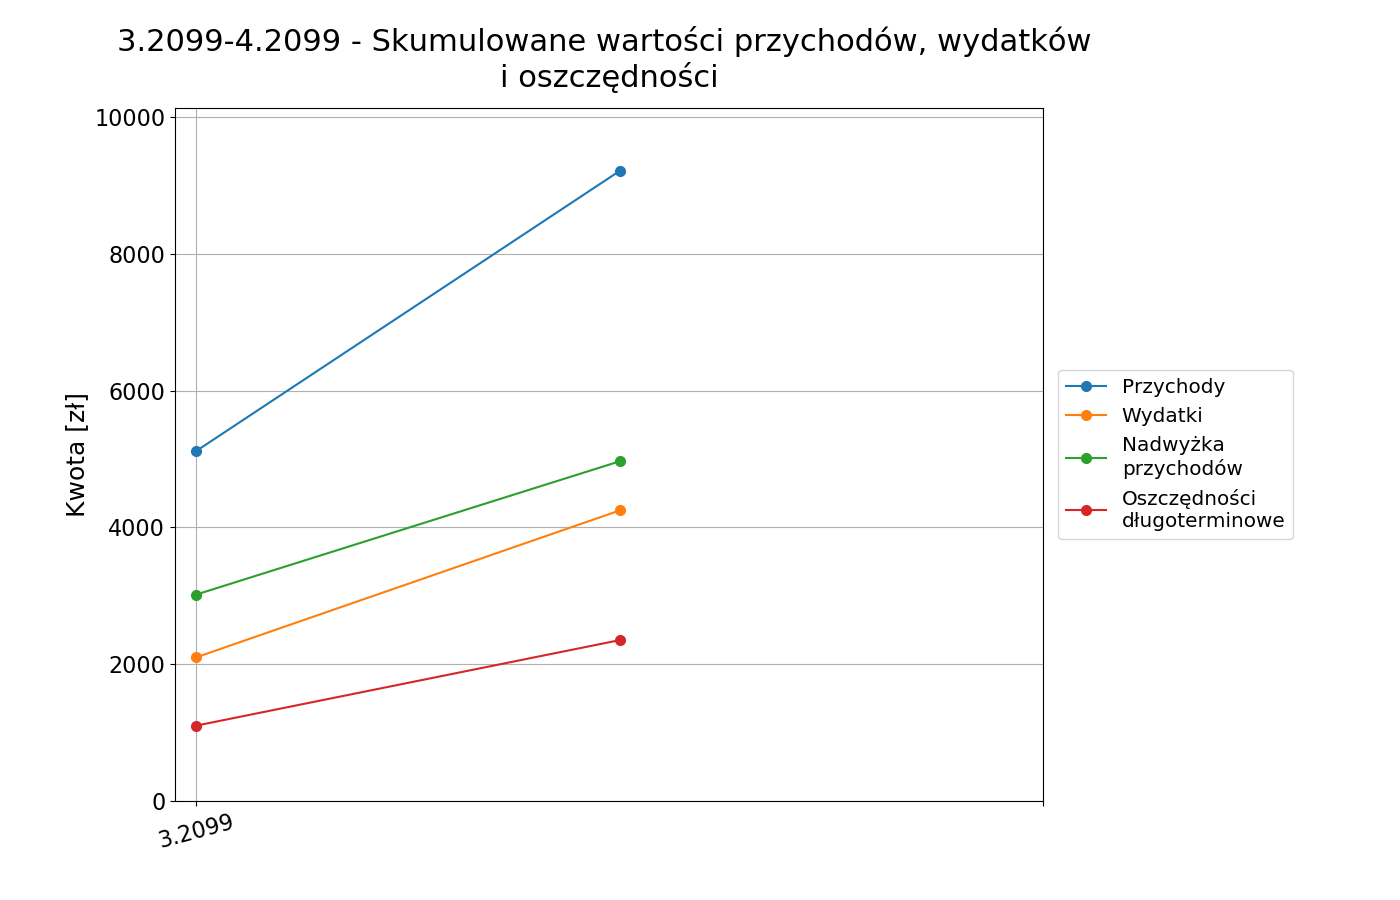 3.2099-4.2099 - Skumulowane wartości przychodów, wydatków
i oszczędności
10000
8000
6000
4000
2000
0
Kwota [zł]
3.2099
Przychody
Wydatki
Nadwyżka
przychodów
Oszczędności
długoterminowe